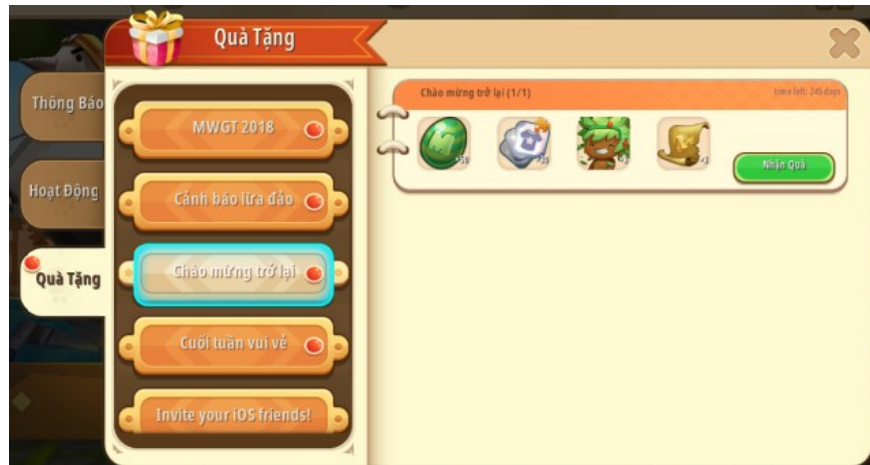 Quà Tặng
Thông Báo
Hoạt Động
Quà Tặng
MWGT 2018
Cảnh báo lừa đảo
Chào mừng trở lại
Cuối tuần vui vẻ
Invite your iOS friends!
Chào mừng trở lại (1/1)
time left: 245 days
Nhận Quà